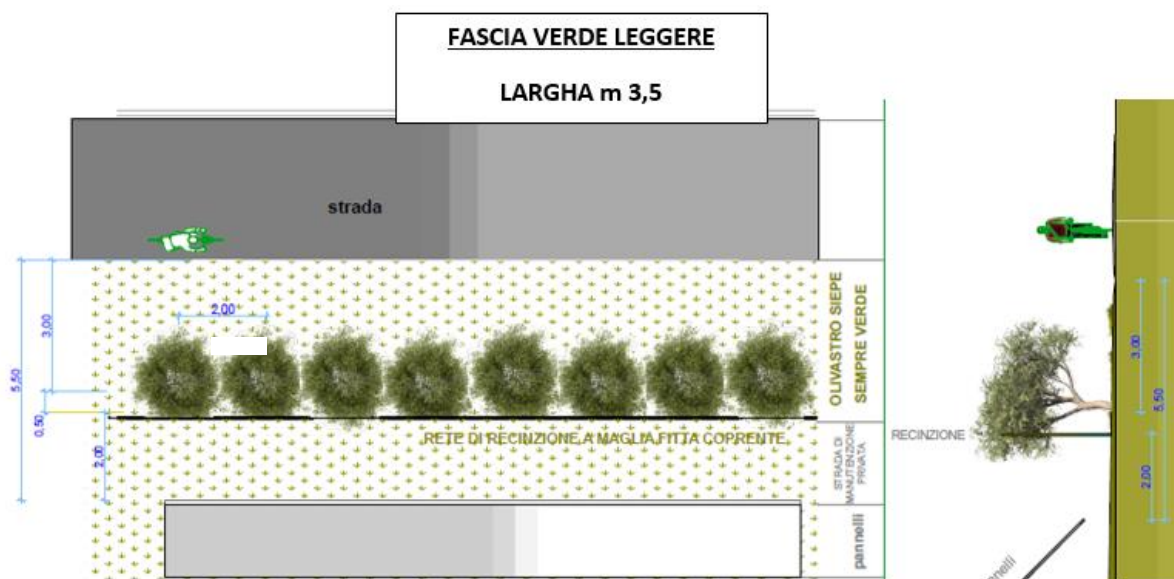 FASCIA VERDE LEGGERE
LARGHA m 3,5
strada
2,00
3,00
5,50
0,50
2,00
OLIVASTRO SIEPE
SEMPRE VERDE
RETE DI RECINZIONE A MAGLIA FITTA COPRENTE
STRADA DI
MANUTENZIONE
PRIVATA
pannelli
RECINZIONE
3,00
5,50
2,00
nnelli